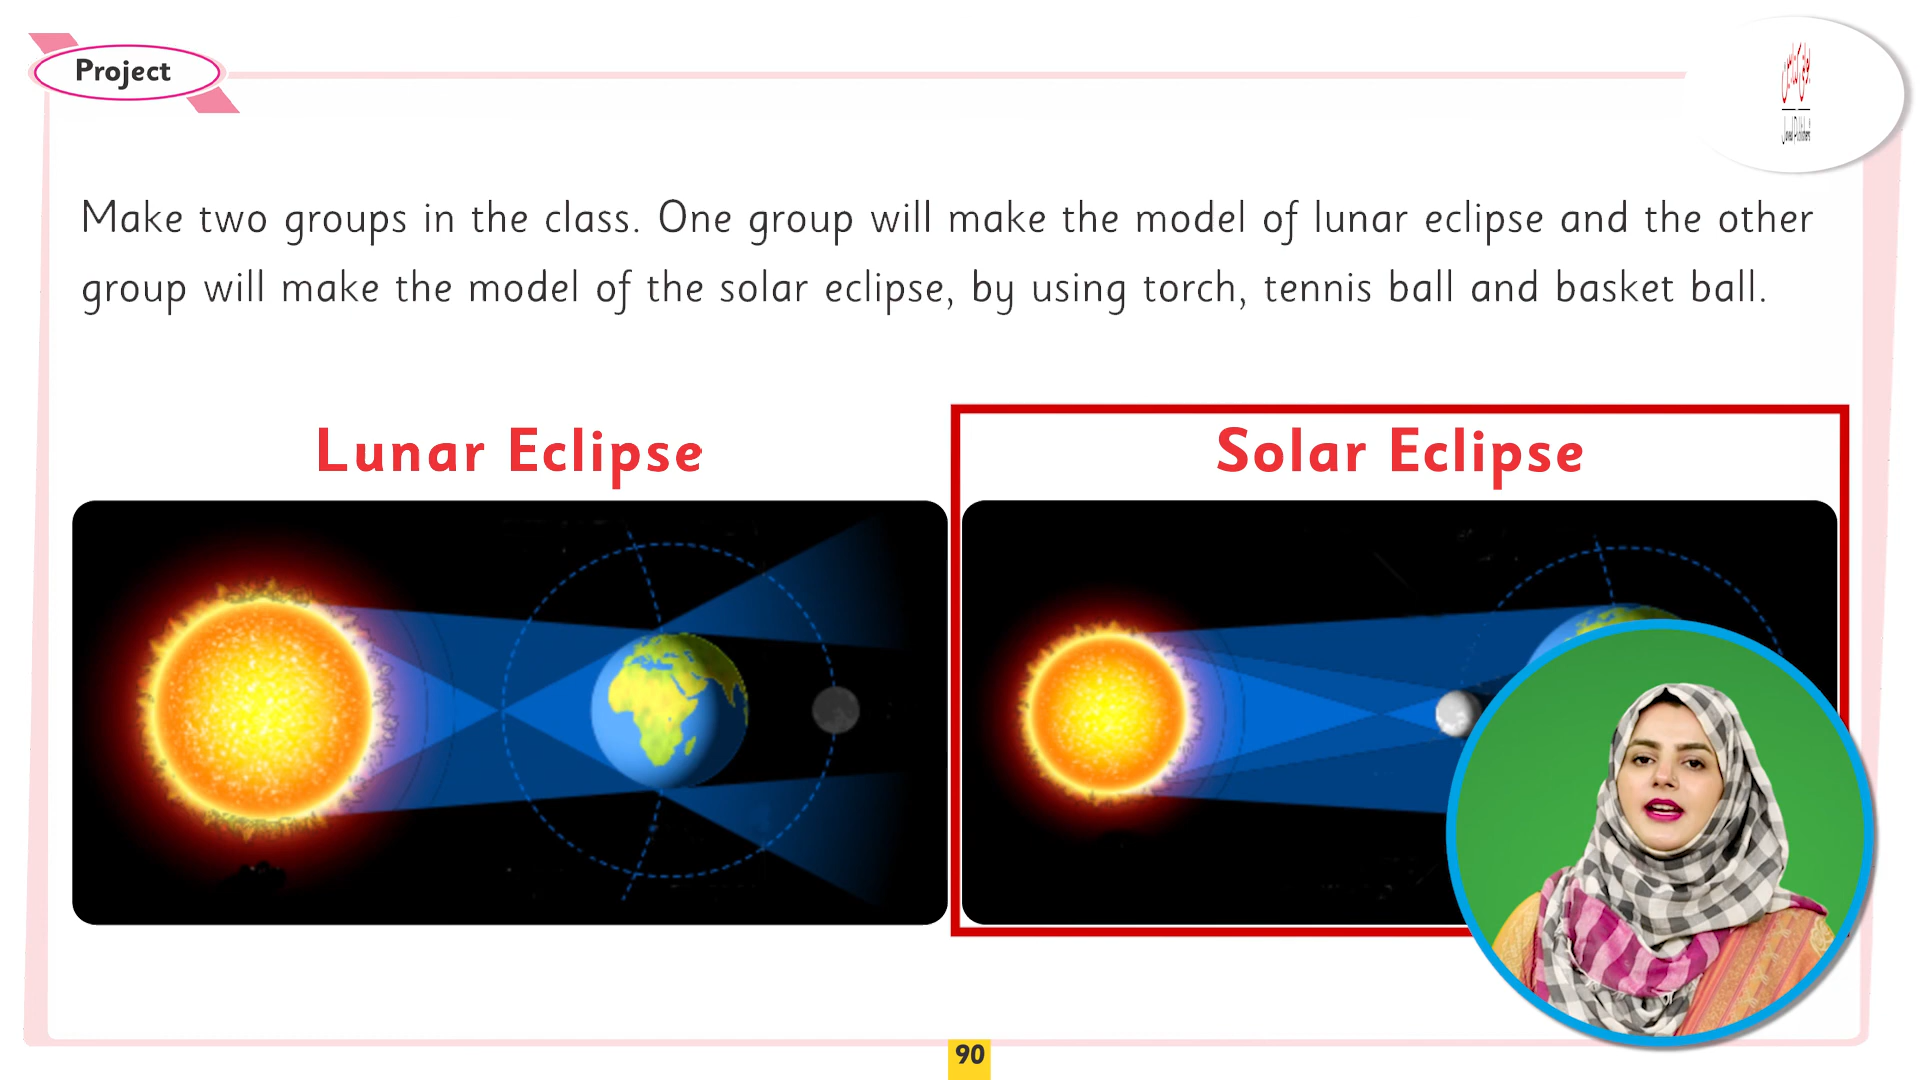 Project
Make two groups in the class. One group will make the model of lunar eclipse and the other
group will make the model of the solar eclipse, by using torch, tennis ball and basket ball.
Lunar Eclipse
Solar Eclipse
90